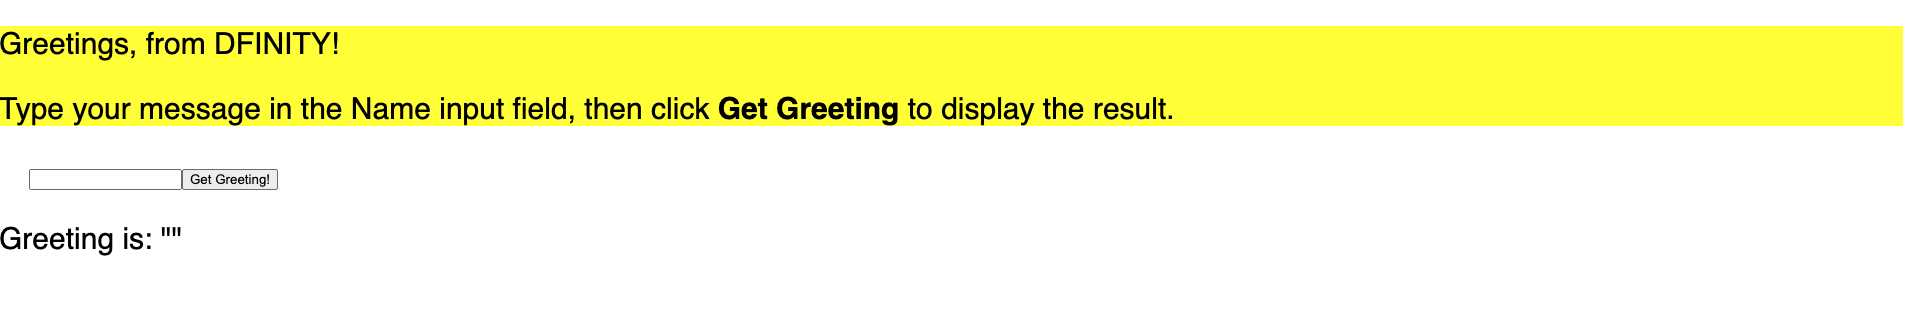 Greetings, from DFINITY!
Type your message in the Name input field, then click Get Greeting to display the result.
Get Greeting!
Greeting is: ""